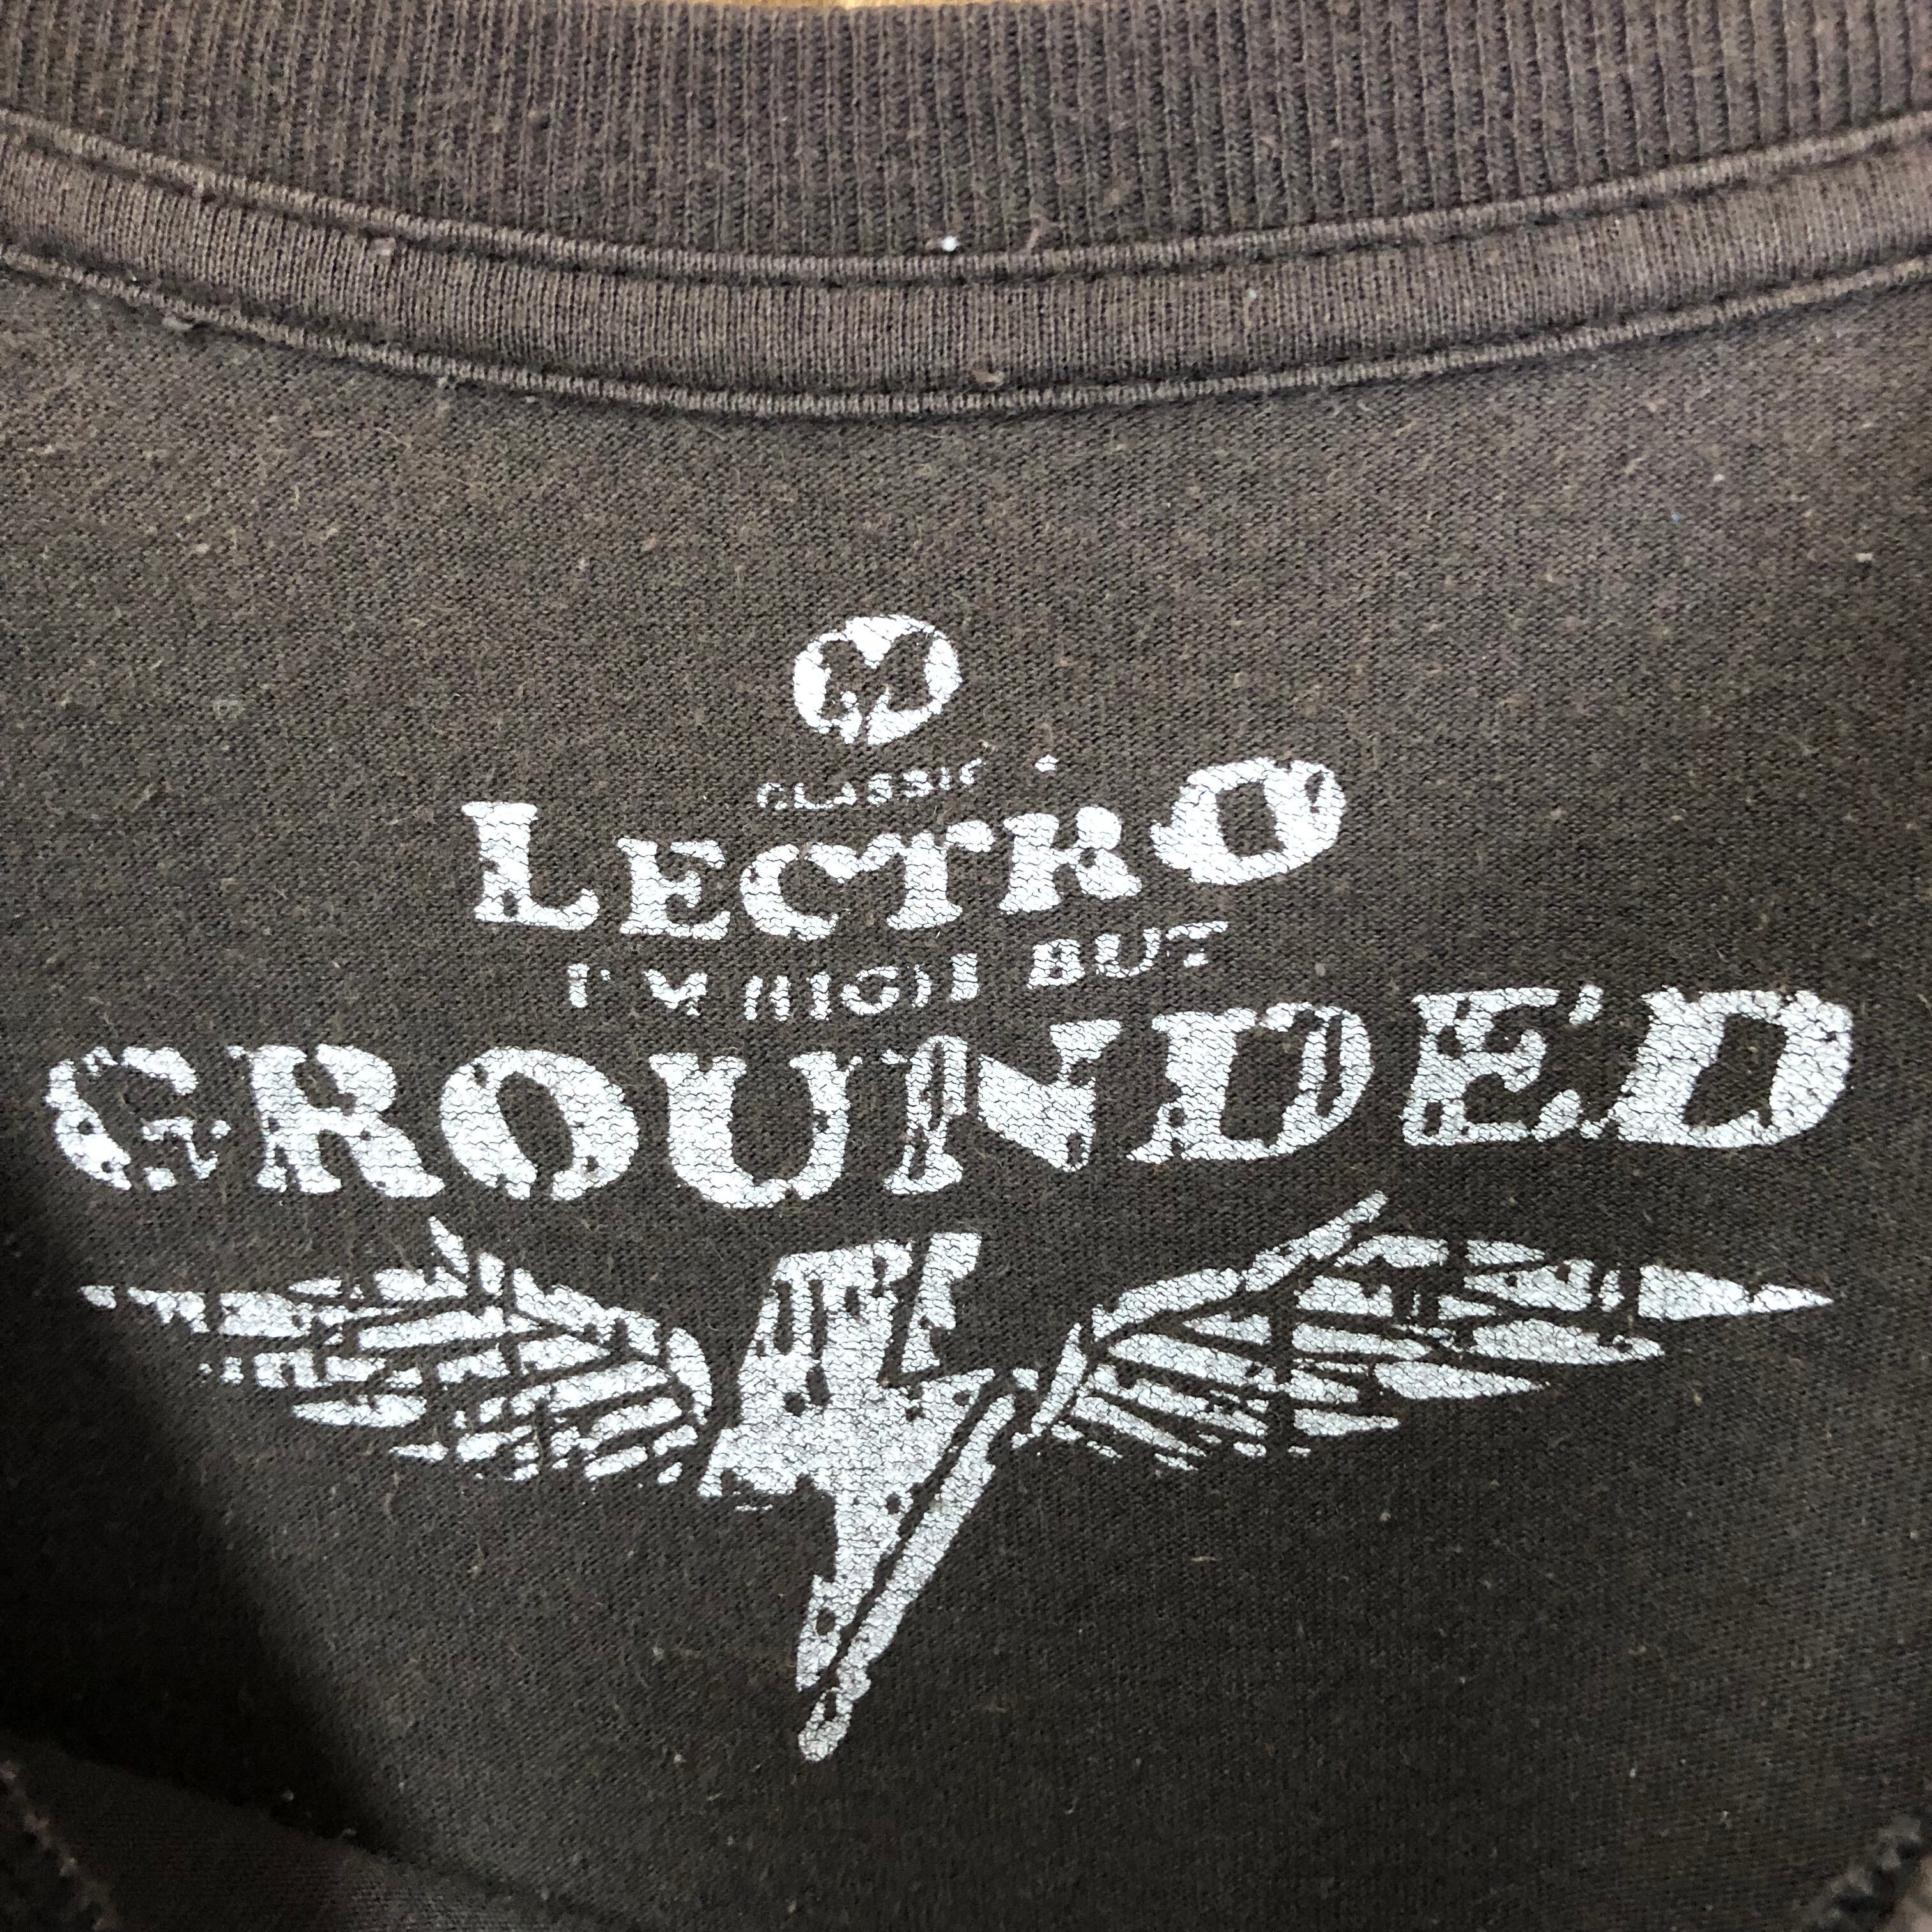 M
CLASSIC
LECTRO
I'M HIGH BUT
GROUNDED